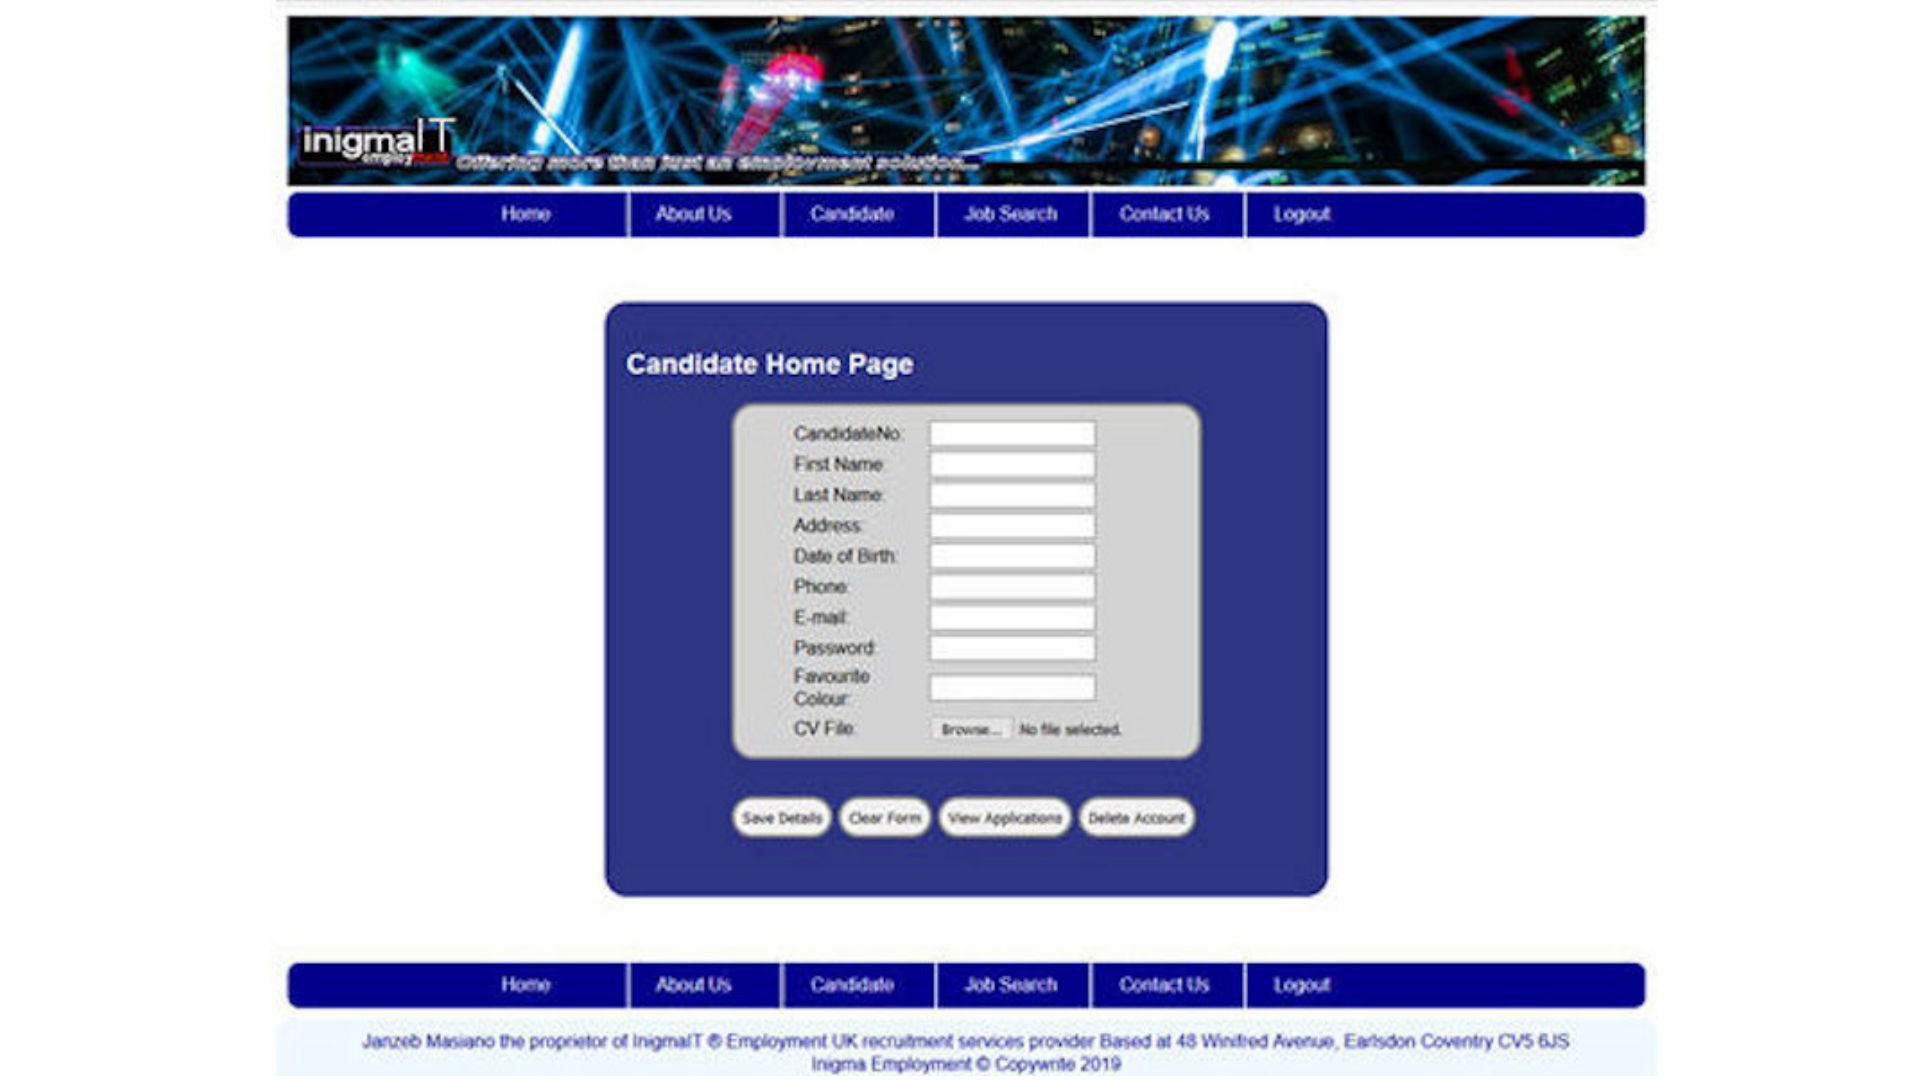 inigmaIT
employment
Offering more than just an employment solution...
Home About Us Candidate Job Search Contact Us Logout
Candidate Home Page
CandidateNo:
First Name:
Last Name:
Address:
Date of Birth:
Phone:
E-mail:
Password:
Favourite
Colour:
CV File: Browse... No file selected.
Save Details Clear Form View Applications Delete Account
Home About Us Candidate Job Search Contact Us Logout
Janzeb Masiano the proprietor of InigmaIT ® Employment UK recruitment services provider Based at 48 Winifred Avenue, Earlsdon Coventry CV5 6JS
Inigma Employment © Copywrite 2019